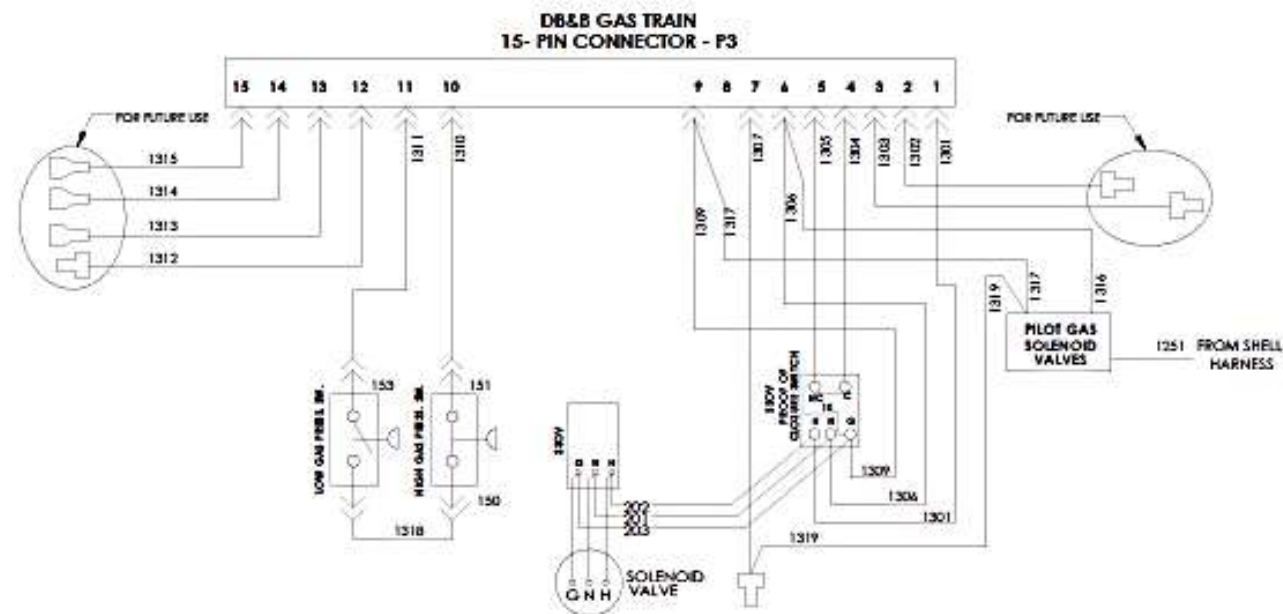 DB&B GAS TRAIN
15- PIN CONNECTOR - P3
15 14 13 12 11 10 9 8 7 6 5 4 3 2 1
FOR FUTURE USE
FOR FUTURE USE
1315
1314
1313
1312
1311
1310
1309
1317
1307
1306
1305
1304
1303
1302
1301
1319
1317
1316
PILOT GAS
SOLENOID
VALVES
1251 FROM SHELL
HARNESS
153
151
LOW GAS PRESS. SW.
HIGH GAS PRESS. SW.
150
1318
SSOV
SSOV
PROOF OF
CLOSURE SWITCH
NC
C
G
1309
1306
1301
202
201
203
1319
SOLENOID
VALVE
G N H